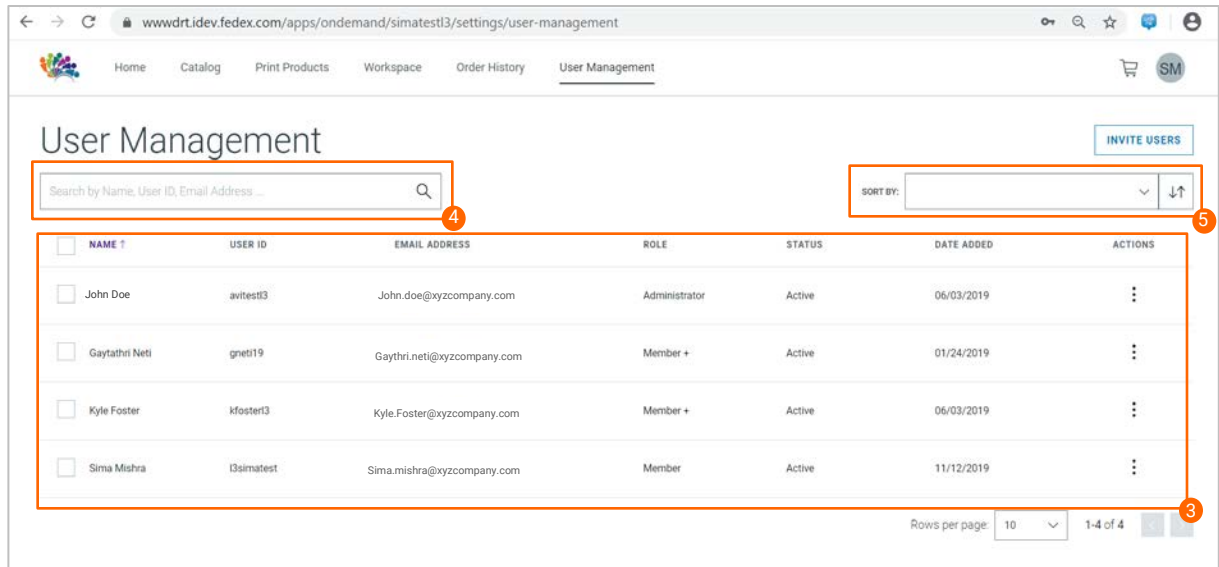 wwwdrt.idev.fedex.com/apps/ondemand/simatestl3/settings/user-management
Home Catalog Print Products Workspace Order History User Management SM
User Management
INVITE USERS
Search by Name, User ID, Email Address ...
SORT BY:
4
5
NAME ↑ USER ID EMAIL ADDRESS ROLE STATUS DATE ADDED ACTIONS
John Doe avitestl3 John.doe@xyzcompany.com Administrator Active 06/03/2019
Gaytathri Neti gneti19 Gaythri.neti@xyzcompany.com Member + Active 01/24/2019
Kyle Foster kfosterl3 Kyle.Foster@xyzcompany.com Member + Active 06/03/2019
Sima Mishra l3simatest Sima.mishra@xyzcompany.com Member Active 11/12/2019
3
Rows per page: 10 1-4 of 4